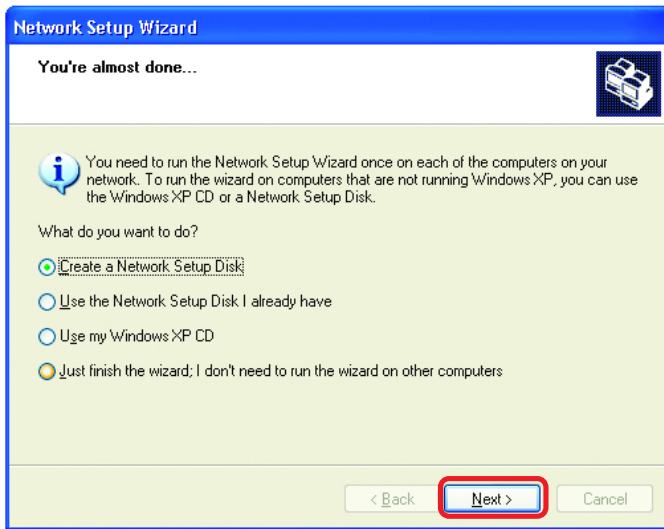 Network Setup Wizard
You're almost done...
You need to run the Network Setup Wizard once on each of the computers on your
network. To run the wizard on computers that are not running Windows XP, you can use
the Windows XP CD or a Network Setup Disk.
What do you want to do?
Create a Network Setup Disk
Use the Network Setup Disk I already have
Use my Windows XP CD
Just finish the wizard; I don't need to run the wizard on other computers
< Back Next > Cancel